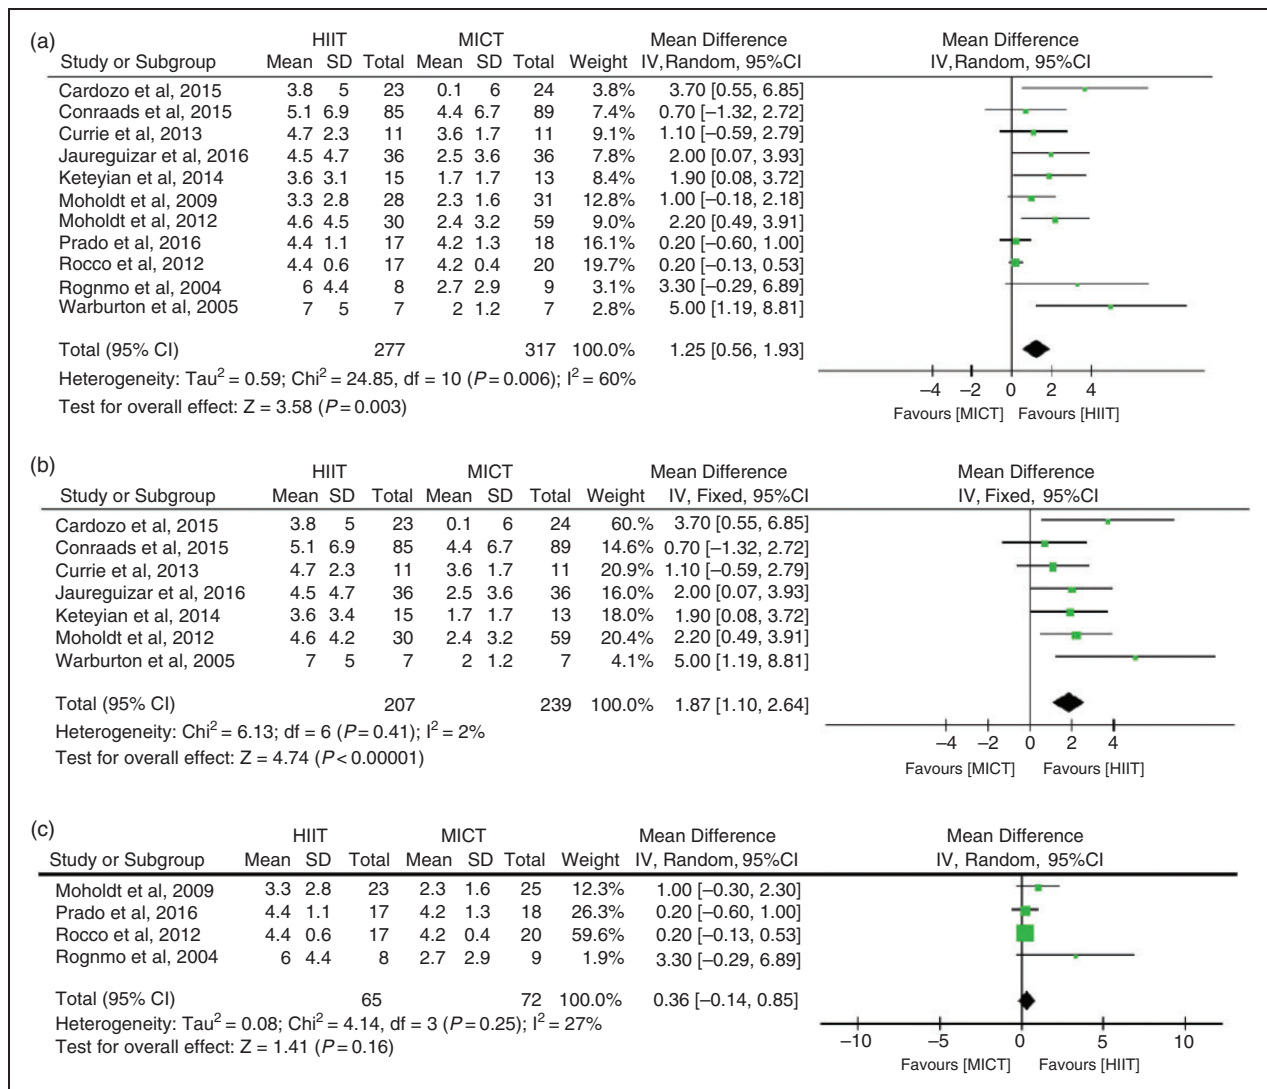 (a)
HIIT MICT Mean Difference Mean Difference
Study or Subgroup Mean SD Total Mean SD Total Weight IV,Random, 95%CI IV,Random, 95%CI
Cardozo et al, 2015 3.8 5 23 0.1 6 24 3.8% 3.70 [0.55, 6.85]
Conraads et al, 2015 5.1 6.9 85 4.4 6.7 89 7.4% 0.70 [–1.32, 2.72]
Currie et al, 2013 4.7 2.3 11 3.6 1.7 11 9.1% 1.10 [–0.59, 2.79]
Jaureguizar et al, 2016 4.5 4.7 36 2.5 3.6 36 7.8% 2.00 [0.07, 3.93]
Keteyian et al, 2014 3.6 3.1 15 1.7 1.7 13 8.4% 1.90 [0.08, 3.72]
Moholdt et al, 2009 3.3 2.8 28 2.3 1.6 31 12.8% 1.00 [–0.18, 2.18]
Moholdt et al, 2012 4.6 4.5 30 2.4 3.2 59 9.0% 2.20 [0.49, 3.91]
Prado et al, 2016 4.4 1.1 17 4.2 1.3 18 16.1% 0.20 [–0.60, 1.00]
Rocco et al, 2012 4.4 0.6 17 4.2 0.4 20 19.7% 0.20 [–0.13, 0.53]
Rognmo et al, 2004 6 4.4 8 2.7 2.9 9 3.1% 3.30 [–0.29, 6.89]
Warburton et al, 2005 7 5 7 2 1.2 7 2.8% 5.00 [1.19, 8.81]
Total (95% CI) 277 317 100.0% 1.25 [0.56, 1.93]
Heterogeneity: Tau² = 0.59; Chi² = 24.85, df = 10 (P = 0.006); I² = 60%
Test for overall effect: Z = 3.58 (P = 0.003)
–4 –2 0 2 4
Favours [MICT] Favours [HIIT]
(b)
HIIT MICT Mean Difference Mean Difference
Study or Subgroup Mean SD Total Mean SD Total Weight IV, Fixed, 95%CI IV, Fixed, 95%CI
Cardozo et al, 2015 3.8 5 23 0.1 6 24 60.% 3.70 [0.55, 6.85]
Conraads et al, 2015 5.1 6.9 85 4.4 6.7 89 14.6% 0.70 [–1.32, 2.72]
Currie et al, 2013 4.7 2.3 11 3.6 1.7 11 20.9% 1.10 [–0.59, 2.79]
Jaureguizar et al, 2016 4.5 4.7 36 2.5 3.6 36 16.0% 2.00 [0.07, 3.93]
Keteyian et al, 2014 3.6 3.4 15 1.7 1.7 13 18.0% 1.90 [0.08, 3.72]
Moholdt et al, 2012 4.6 4.2 30 2.4 3.2 59 20.4% 2.20 [0.49, 3.91]
Warburton et al, 2005 7 5 7 2 1.2 7 4.1% 5.00 [1.19, 8.81]
Total (95% CI) 207 239 100.0% 1.87 [1.10, 2.64]
Heterogeneity: Chi² = 6.13; df = 6 (P = 0.41); I² = 2%
Test for overall effect: Z = 4.74 (P < 0.00001)
–4 –2 0 2 4
Favours [MICT] Favours [HIIT]
(c)
HIIT MICT Mean Difference Mean Difference
Study or Subgroup Mean SD Total Mean SD Total Weight IV, Random, 95%CI IV, Random, 95%CI
Moholdt et al, 2009 3.3 2.8 23 2.3 1.6 25 12.3% 1.00 [–0.30, 2.30]
Prado et al, 2016 4.4 1.1 17 4.2 1.3 18 26.3% 0.20 [–0.60, 1.00]
Rocco et al, 2012 4.4 0.6 17 4.2 0.4 20 59.6% 0.20 [–0.13, 0.53]
Rognmo et al, 2004 6 4.4 8 2.7 2.9 9 1.9% 3.30 [–0.29, 6.89]
Total (95% CI) 65 72 100.0% 0.36 [–0.14, 0.85]
Heterogeneity: Tau² = 0.08; Chi² = 4.14, df = 3 (P = 0.25); I² = 27%
Test for overall effect: Z = 1.41 (P = 0.16)
–10 –5 0 5 10
Favours [MICT] Favours [HIIT]